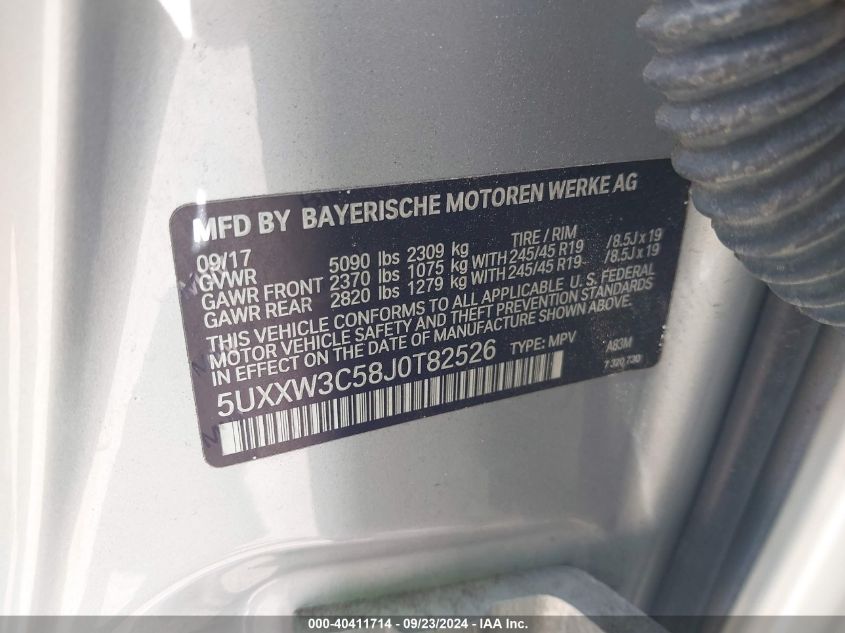 MFD BY BAYERISCHE MOTOREN WERKE AG
09/17 TIRE / RIM
GVWR 5090 lbs 2309 kg
GAWR FRONT 2370 lbs 1075 kg WITH 245/45 R19 /8.5J x 19
GAWR REAR 2820 lbs 1279 kg WITH 245/45 R19 /8.5J x 19
THIS VEHICLE CONFORMS TO ALL APPLICABLE U.S. FEDERAL
MOTOR VEHICLE SAFETY AND THEFT PREVENTION STANDARDS
IN EFFECT ON THE DATE OF MANUFACTURE SHOWN ABOVE.
5UXXW3C58J0T82526 TYPE: MPV A83M
7 320 730
000-40411714 - 09/23/2024 - IAA Inc.